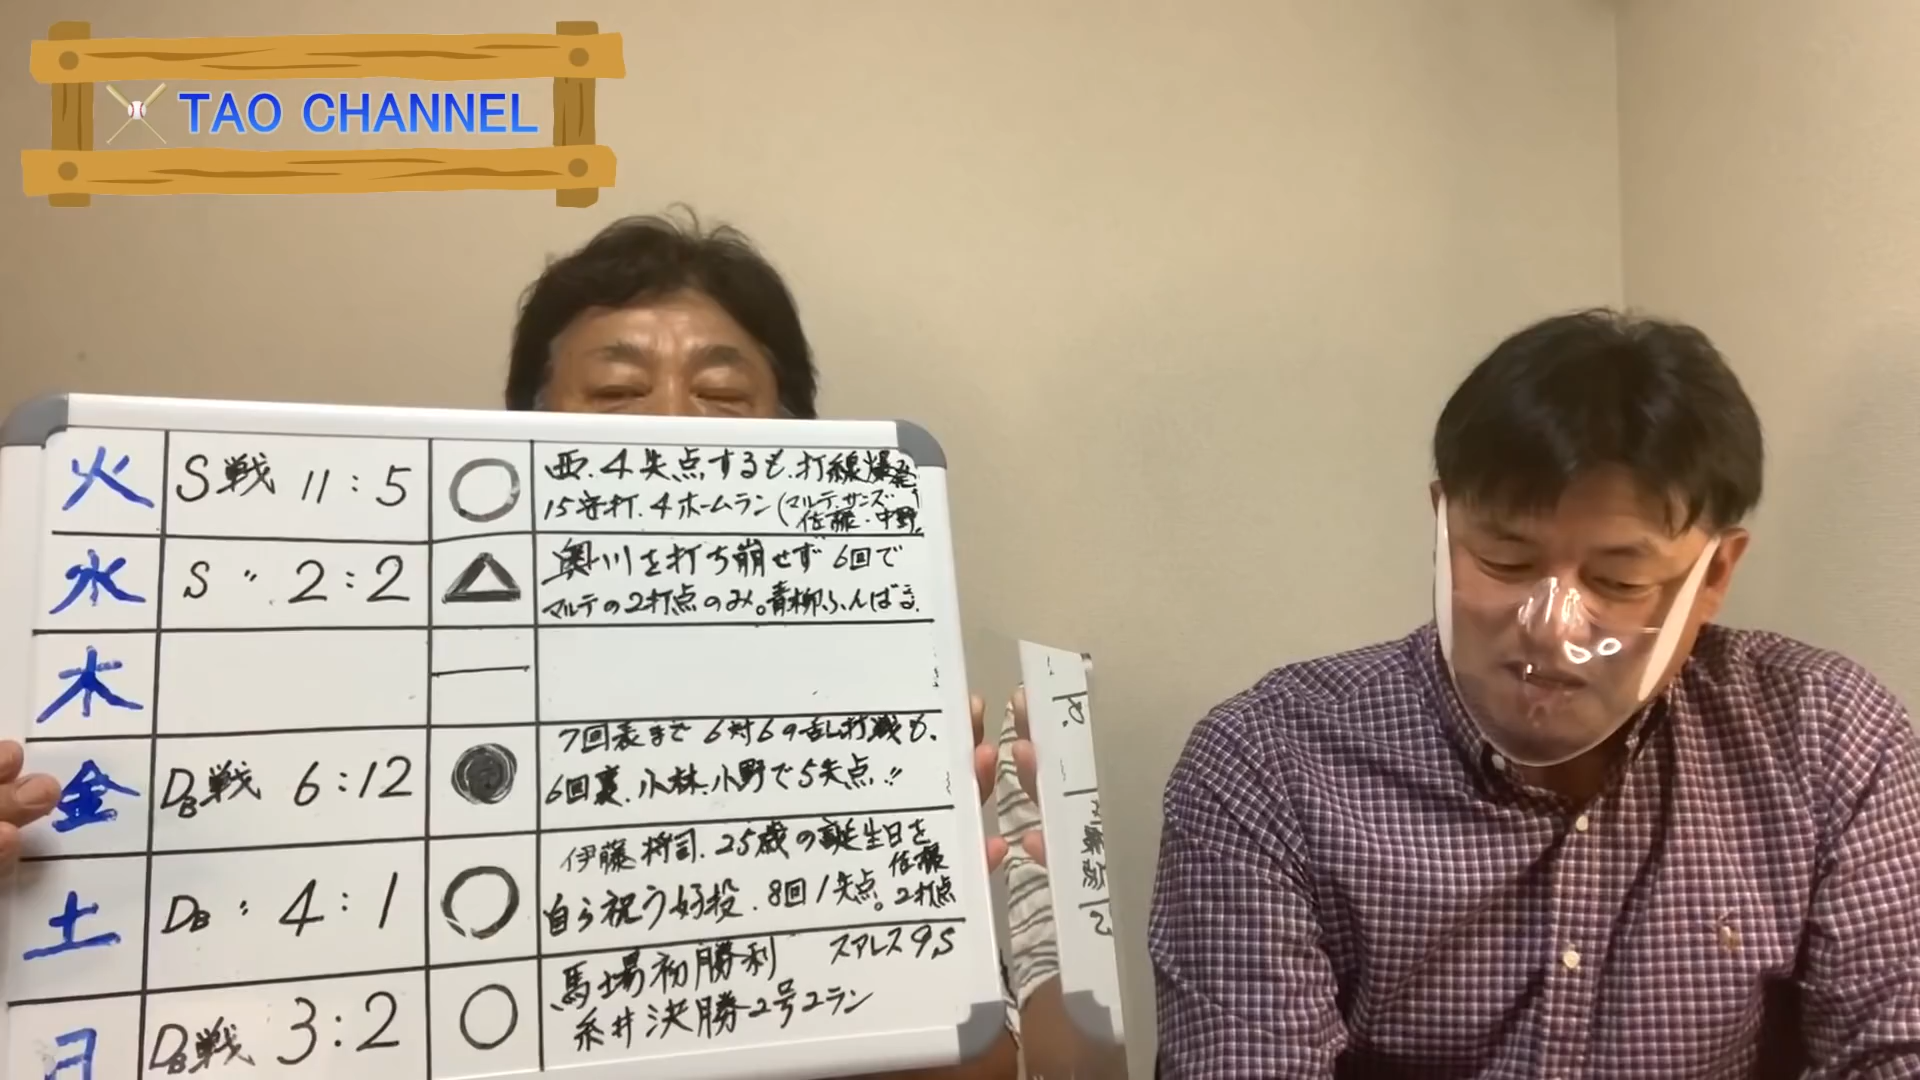 TAO CHANNEL
火 S戦 11:5 ○ 西.4失点するも.打線爆発
15安打.4ホームラン(マルテ.サンズ
佐藤.中野)
水 S〃 2:2 △ 奥川を打ち崩せず 6回で
マルテの2打点のみ。青柳ふんばる.
木 ー
金 DB戦 6:12 ● 7回表まで6対6の乱打戦も.
6回裏.小林.小野で5失点!!
土 DB〃 4:1 ○ 伊藤将司.25歳の誕生日を
自ら祝う好投.8回1失点。佐藤
2打点
日 DB戦 3:2 ○ 馬場初勝利 スアレス9S
糸井決勝2号2ラン